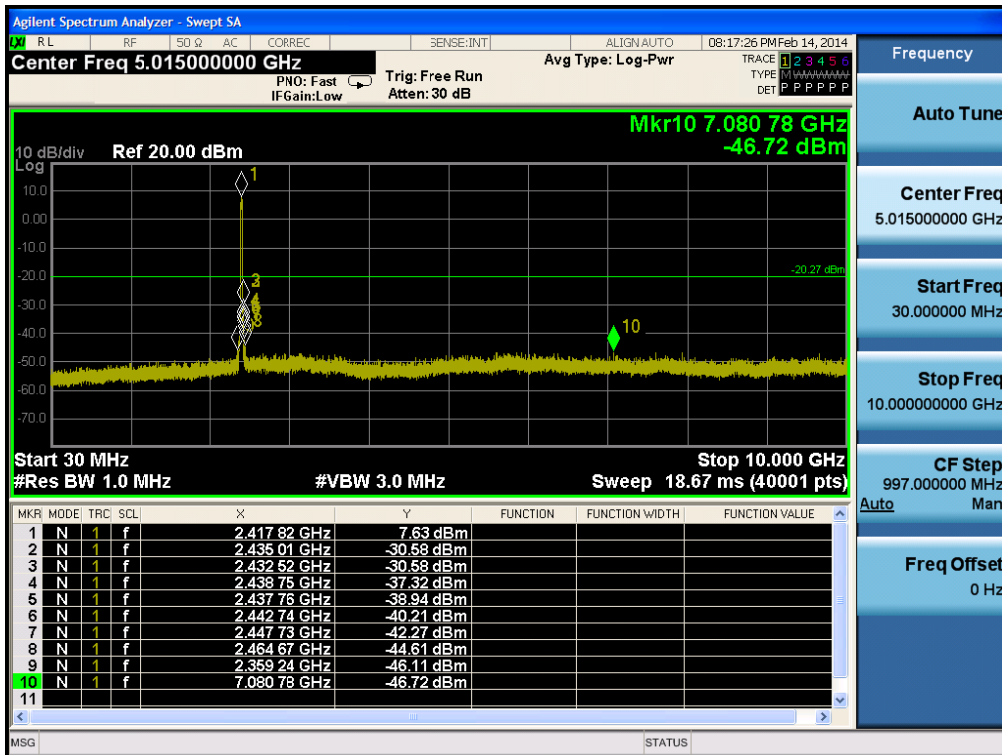 Agilent Spectrum Analyzer - Swept SA
LXI RL RF 50 Ω AC CORREC SENSE:INT ALIGN AUTO 08:17:26 PM Feb 14, 2014
Center Freq 5.015000000 GHz
PNO: Fast
IFGain:Low
Trig: Free Run
Atten: 30 dB
Avg Type: Log-Pwr
TRACE 1 2 3 4 5 6
TYPE M
DET P P P P P P
Mkr10 7.080 78 GHz
-46.72 dBm
10 dB/div Ref 20.00 dBm
Log
10.0
0.00
-10.0
-20.0
-30.0
-40.0
-50.0
-60.0
-70.0
1
-20.27 dBm
10
Start 30 MHz Stop 10.000 GHz
#Res BW 1.0 MHz #VBW 3.0 MHz Sweep 18.67 ms (40001 pts)
MKR MODE TRC SCL X Y FUNCTION FUNCTION WIDTH FUNCTION VALUE
1 N 1 f 2.417 82 GHz 7.63 dBm
2 N 1 f 2.435 01 GHz -30.58 dBm
3 N 1 f 2.432 52 GHz -30.58 dBm
4 N 1 f 2.438 75 GHz -37.32 dBm
5 N 1 f 2.437 76 GHz -38.94 dBm
6 N 1 f 2.442 74 GHz -40.21 dBm
7 N 1 f 2.447 73 GHz -42.27 dBm
8 N 1 f 2.464 67 GHz -44.61 dBm
9 N 1 f 2.359 24 GHz -46.11 dBm
10 N 1 f 7.080 78 GHz -46.72 dBm
11
MSG STATUS
Frequency
Auto Tune
Center Freq
5.015000000 GHz
Start Freq
30.000000 MHz
Stop Freq
10.000000000 GHz
CF Step
997.000000 MHz
Auto Man
Freq Offset
0 Hz